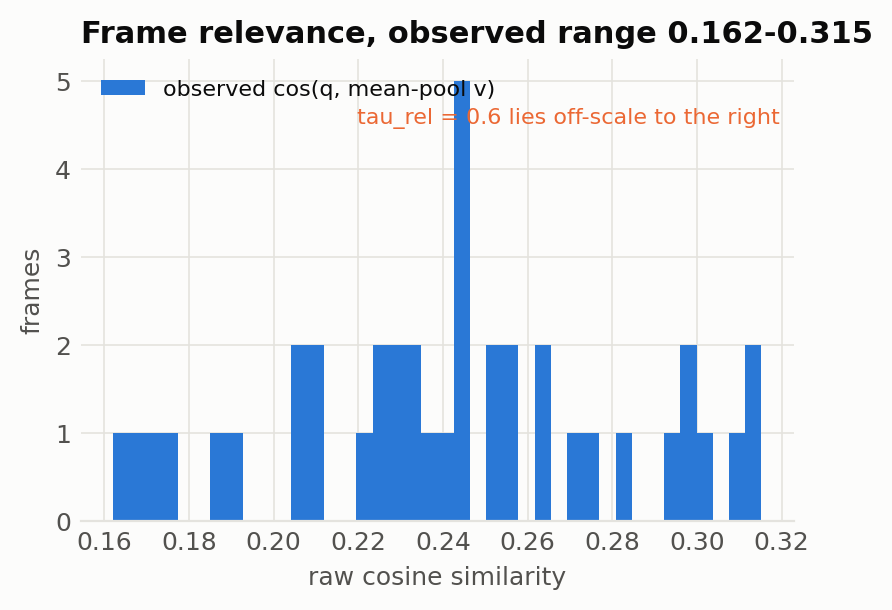 Frame relevance, observed range 0.162-0.315
observed cos(q, mean-pool v)
tau_rel = 0.6 lies off-scale to the right
5
4
3
2
1
0
frames
0.16 0.18 0.20 0.22 0.24 0.26 0.28 0.30 0.32
raw cosine similarity